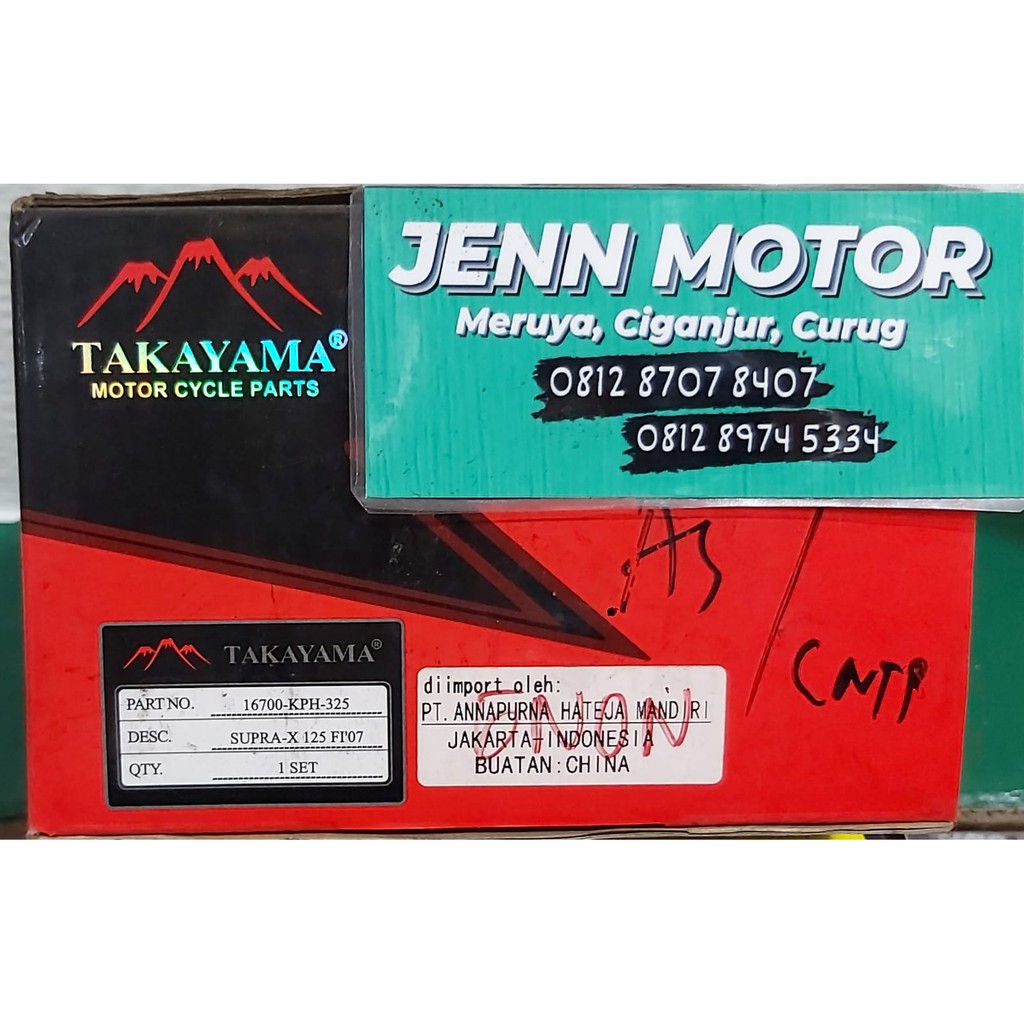 TAKAYAMA®
MOTOR CYCLE PARTS
JENN MOTOR
Meruya, Ciganjur, Curug
0812 8707 8407
0812 8974 5334
CNTP
TAKAYAMA®
PART NO. 16700-KPH-325
DESC. SUPRA-X 125 FI'07
QTY. 1 SET
diimport oleh:
PT. ANNAPURNA HATEJA MANDIRI
JAKARTA-INDONESIA
BUATAN:CHINA